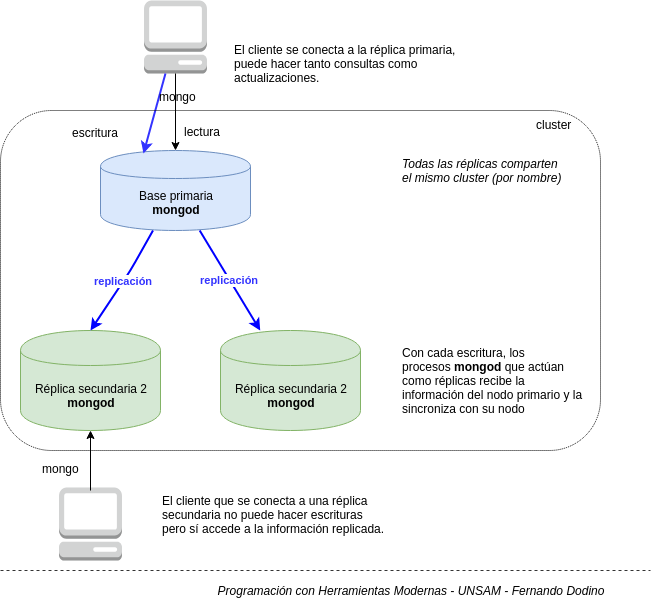 El cliente se conecta a la réplica primaria,
puede hacer tanto consultas como
actualizaciones.
mongo
escritura
lectura
cluster
Todas las réplicas comparten
el mismo cluster (por nombre)
Base primaria
mongod
replicación
replicación
Réplica secundaria 2
mongod
Réplica secundaria 2
mongod
Con cada escritura, los
procesos mongod que actúan
como réplicas recibe la
información del nodo primario y la
sincroniza con su nodo
mongo
El cliente que se conecta a una réplica
secundaria no puede hacer escrituras
pero sí accede a la información replicada.
Programación con Herramientas Modernas - UNSAM - Fernando Dodino